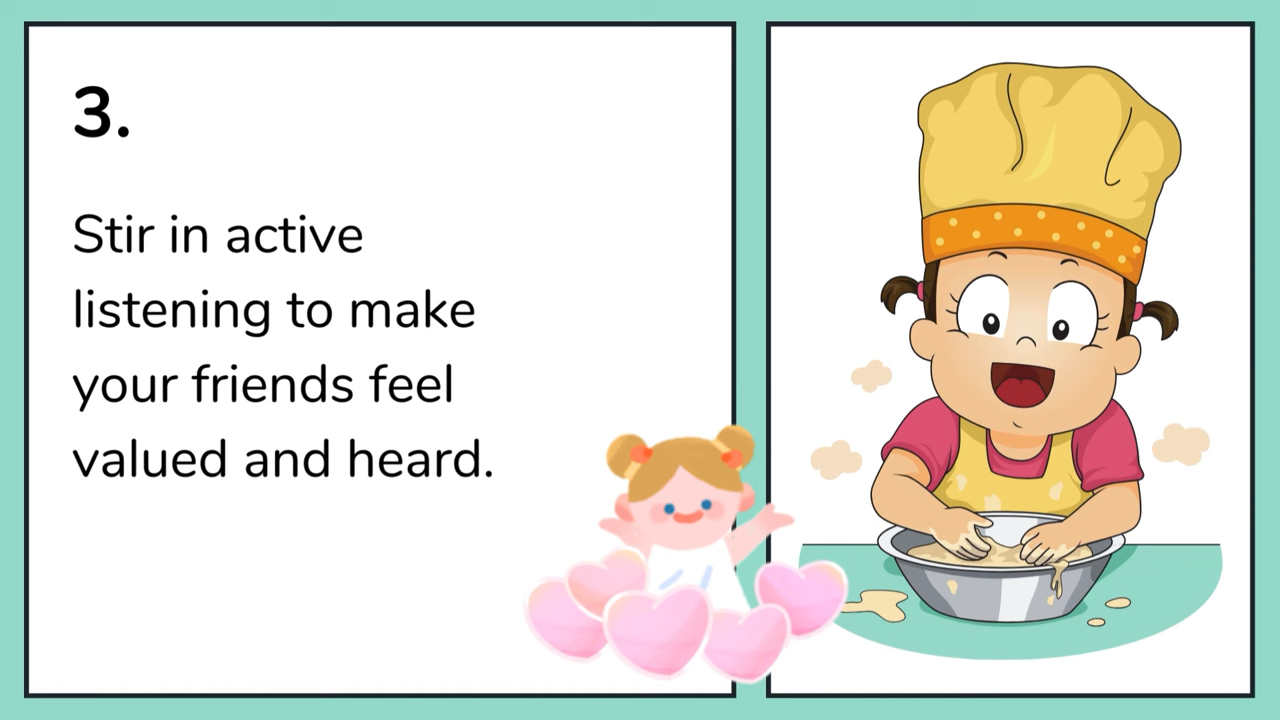 3.
Stir in active
listening to make
your friends feel
valued and heard.